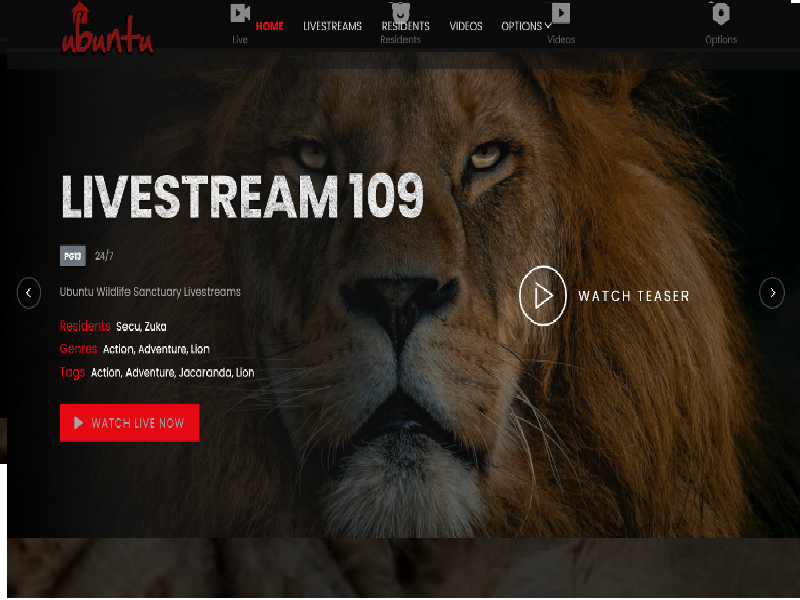 ubuntu
HOME LIVESTREAMS RESIDENTS VIDEOS OPTIONS
Live Residents Videos Options
LIVESTREAM 109
PG13 24/7
Ubuntu Wildlife Sanctuary Livestreams
Residents Secu, Zuka
Genres Action, Adventure, Lion
Tags Action, Adventure, Jacaranda, Lion
WATCH LIVE NOW
WATCH TEASER